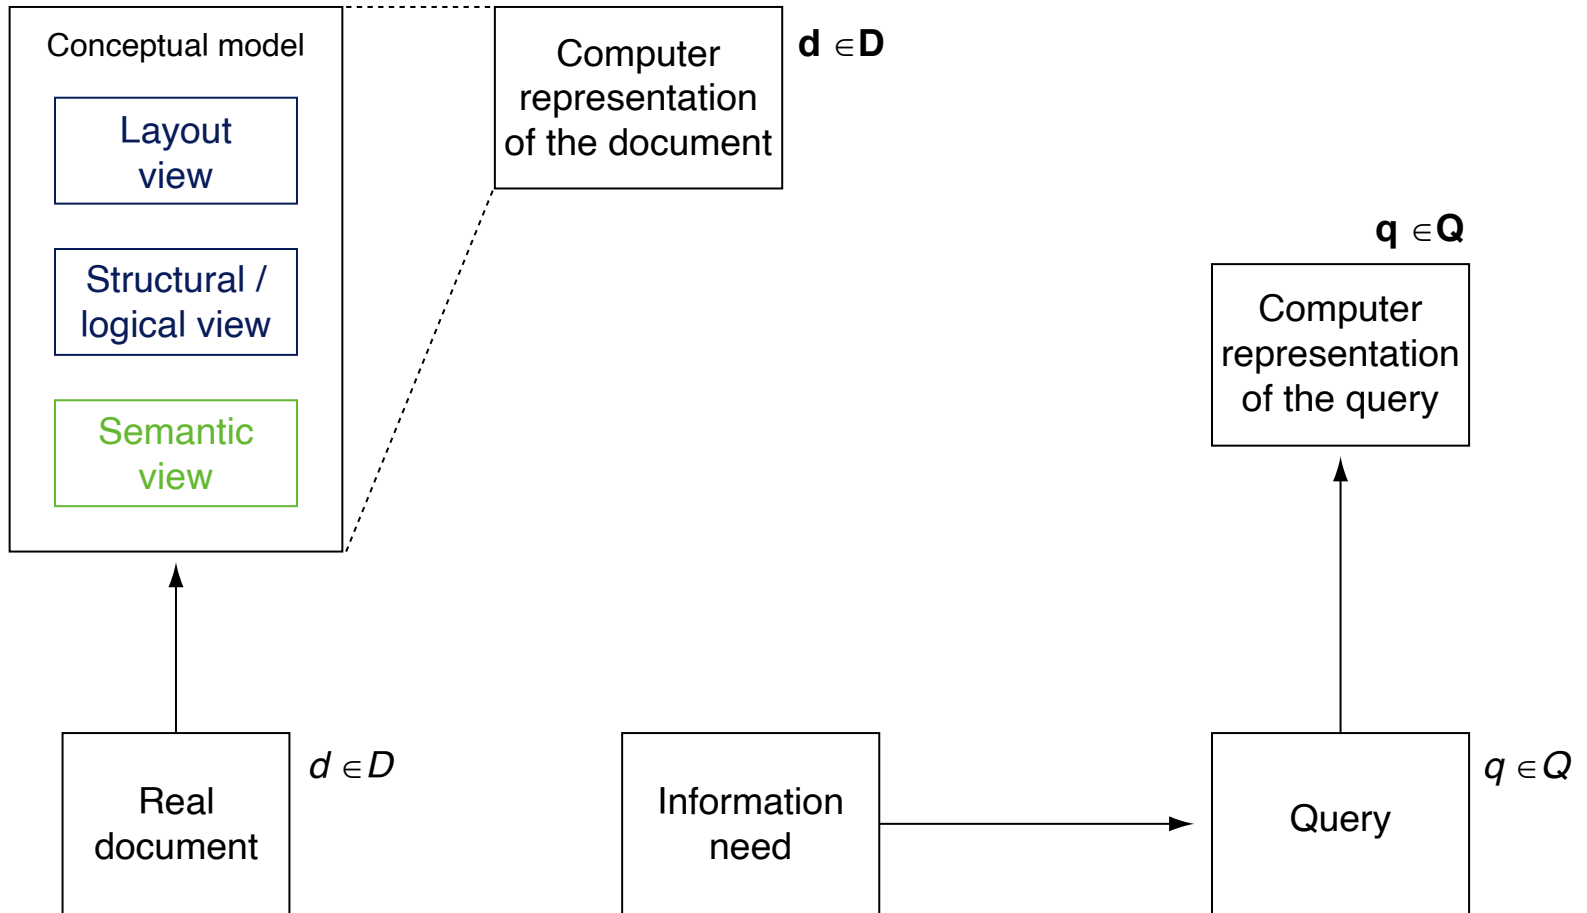 Conceptual model
Layout
view
Structural /
logical view
Semantic
view
Computer
representation
of the document
d ∈D
q ∈Q
Computer
representation
of the query
Real
document
d ∈D
Information
need
Query
q ∈Q